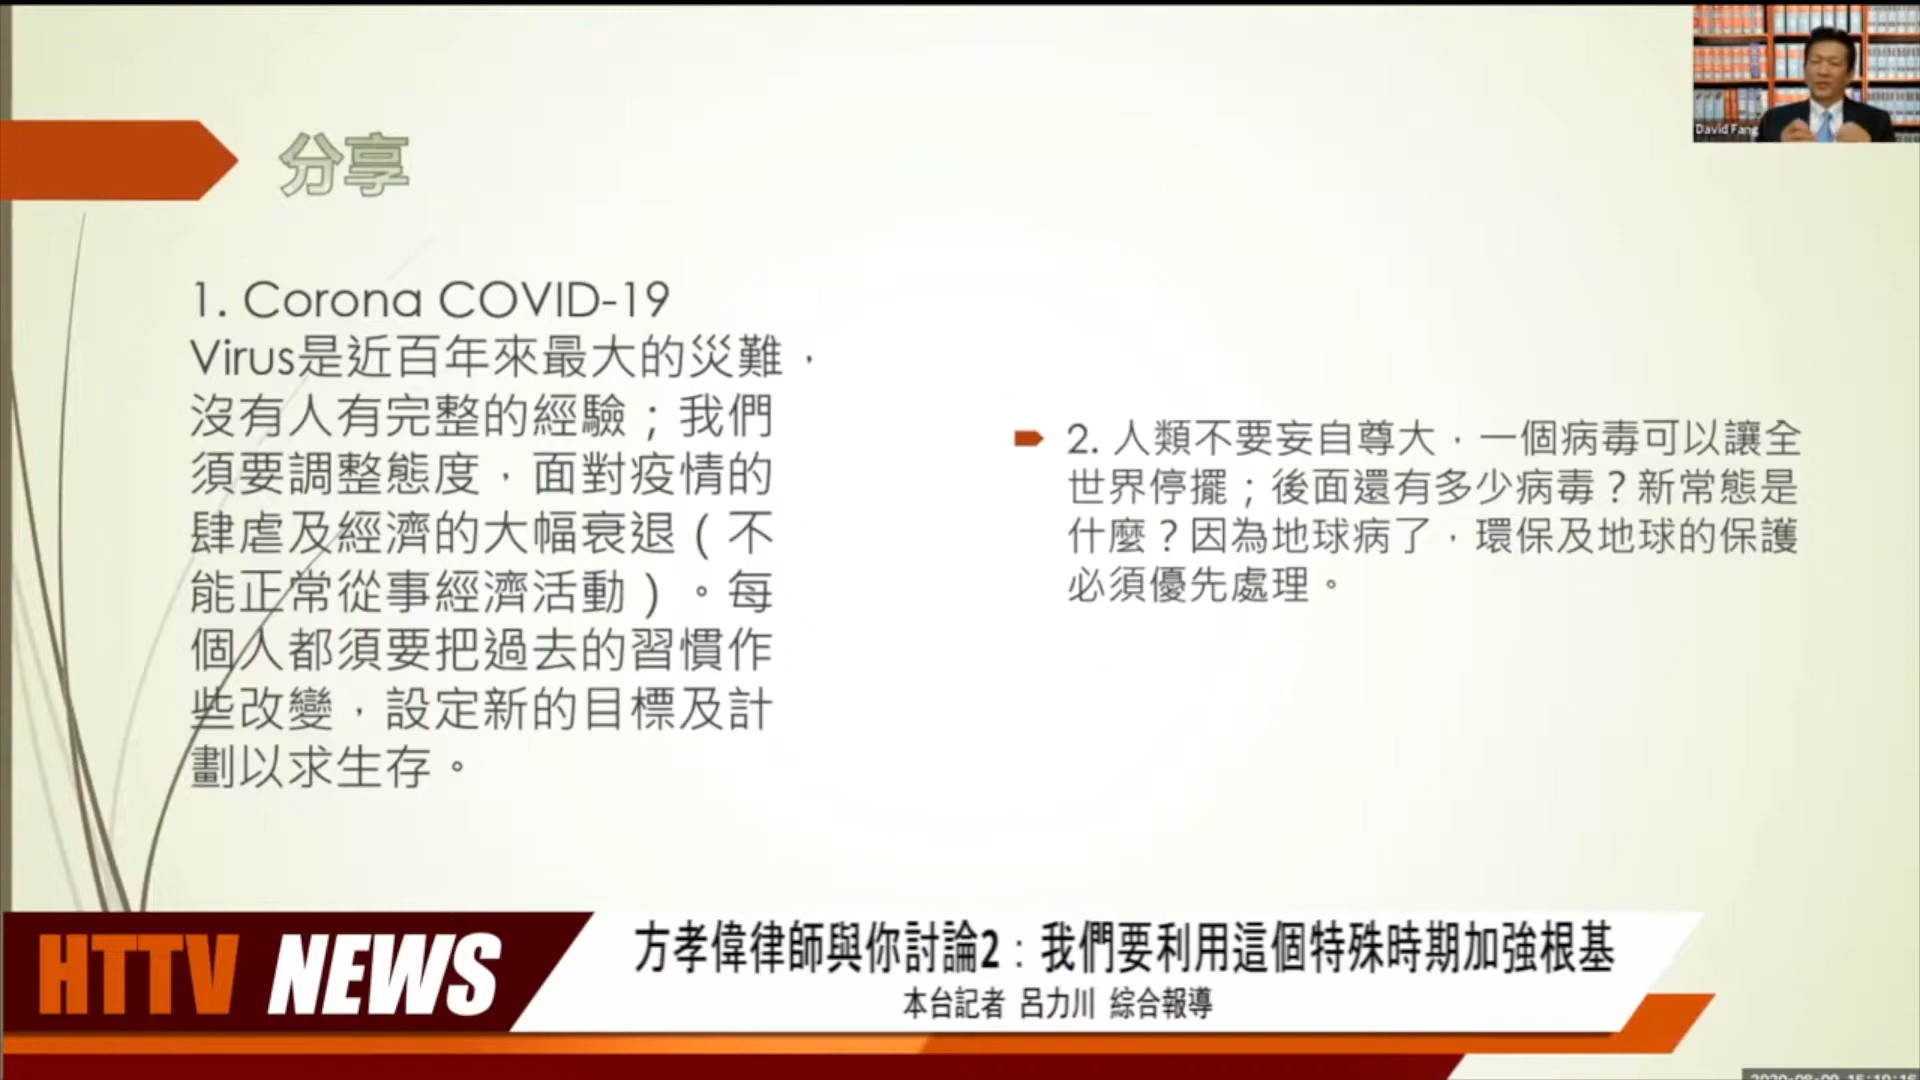 David Fang
分享
1. Corona COVID-19
Virus是近百年來最大的災難，
沒有人有完整的經驗；我們
須要調整態度，面對疫情的
肆虐及經濟的大幅衰退（不
能正常從事經濟活動）。每
個人都須要把過去的習慣作
些改變，設定新的目標及計
劃以求生存。
2. 人類不要妄自尊大，一個病毒可以讓全
世界停擺；後面還有多少病毒？新常態是
什麼？因為地球病了，環保及地球的保護
必須優先處理。
HTTV NEWS
方孝偉律師與你討論2：我們要利用這個特殊時期加強根基
本台記者 呂力川 綜合報導